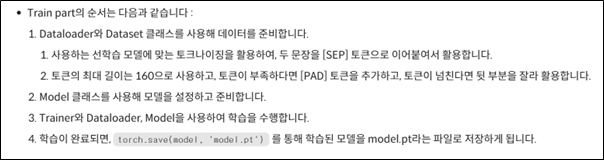 • Train part의 순서는 다음과 같습니다 :
1. Dataloader와 Dataset 클래스를 사용해 데이터를 준비합니다.
1. 사용하는 선학습 모델에 맞는 토크나이징을 활용하여, 두 문장을 [SEP] 토큰으로 이어붙여서 활용합니다.
2. 토큰의 최대 길이는 160으로 사용하고, 토큰이 부족하다면 [PAD] 토큰을 추가하고, 토큰이 넘친다면 뒷 부분을 잘라 활용합니다.
2. Model 클래스를 사용해 모델을 설정하고 준비합니다.
3. Trainer와 Dataloader, Model을 사용하여 학습을 수행합니다.
4. 학습이 완료되면, torch.save(model, 'model.pt') 를 통해 학습된 모델을 model.pt라는 파일로 저장하게 됩니다.